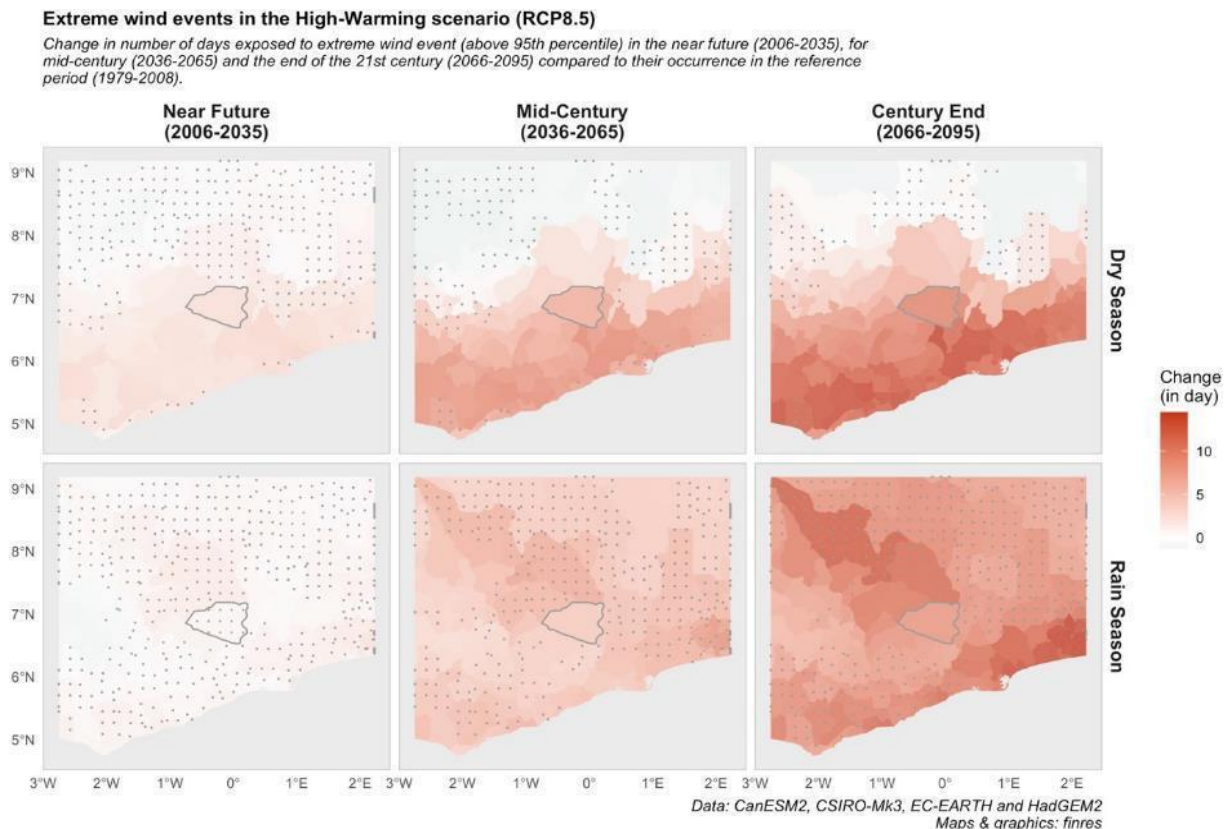 Extreme wind events in the High-Warming scenario (RCP8.5)
Change in number of days exposed to extreme wind event (above 95th percentile) in the near future (2006-2035), for
mid-century (2036-2065) and the end of the 21st century (2066-2095) compared to their occurrence in the reference
period (1979-2008).
Near Future
(2006-2035)
Mid-Century
(2036-2065)
Century End
(2066-2095)
9°N
8°N
7°N
6°N
5°N
Dry Season
9°N
8°N
7°N
6°N
5°N
Rain Season
3°W 2°W 1°W 0° 1°E 2°E 3°W 2°W 1°W 0° 1°E 2°E 3°W 2°W 1°W 0° 1°E 2°E
Change
(in day)
10
5
0
Data: CanESM2, CSIRO-Mk3, EC-EARTH and HadGEM2
Maps & graphics: finres